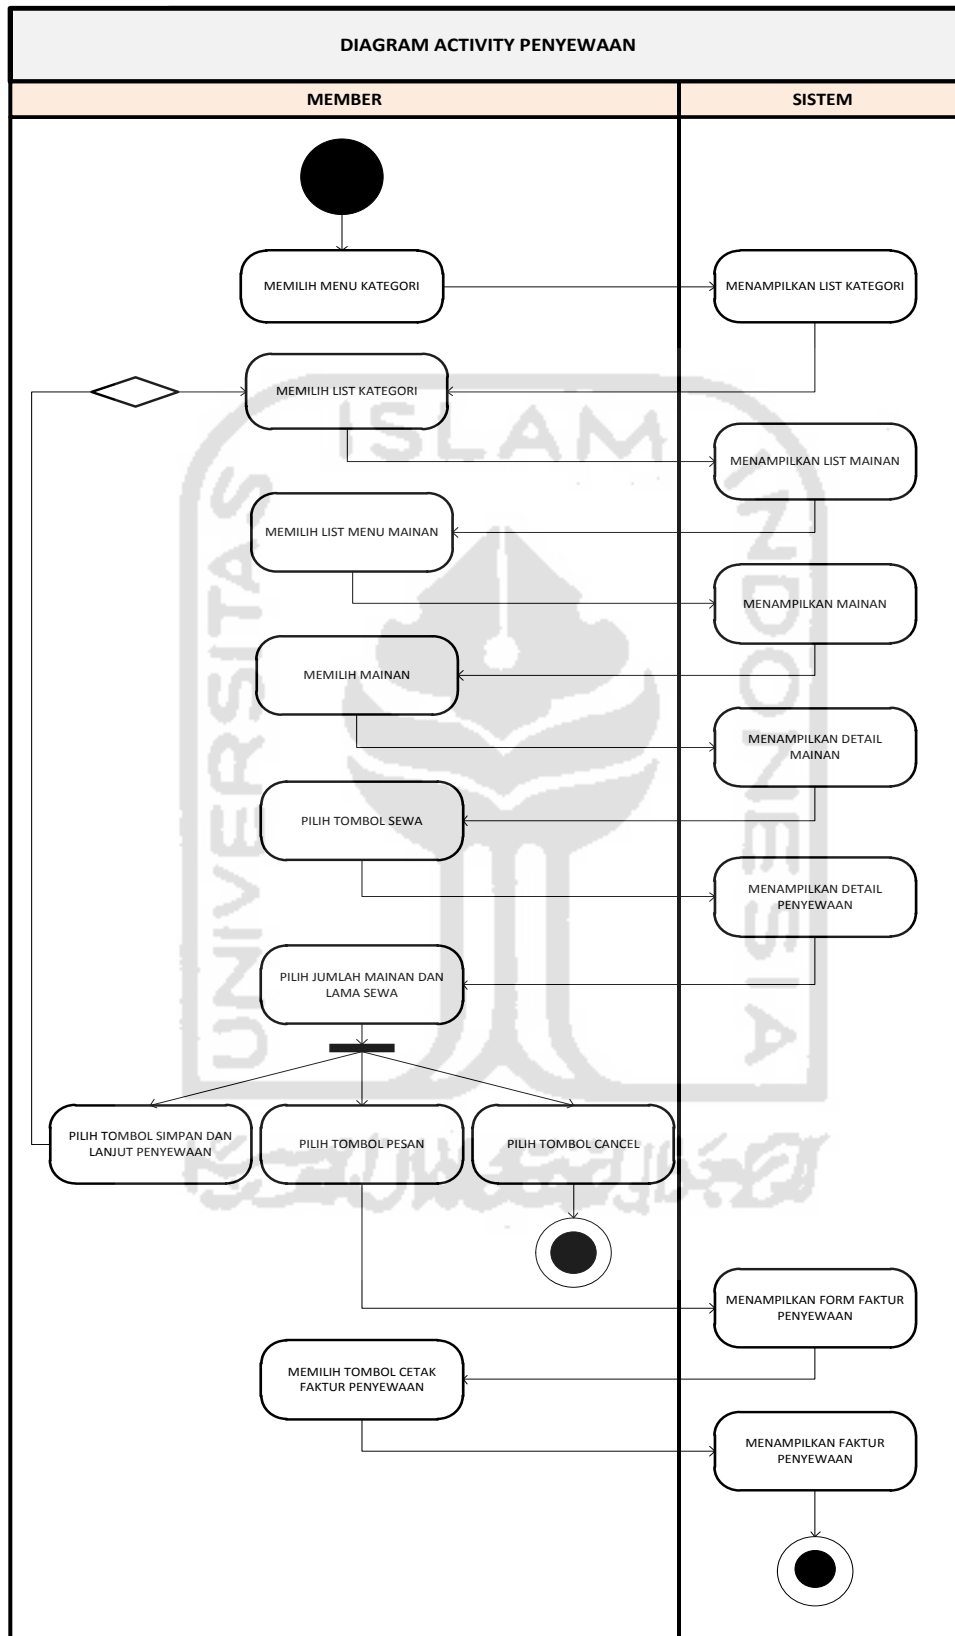 DIAGRAM ACTIVITY PENYEWAAN
MEMBER
SISTEM
MEMILIH MENU KATEGORI
MENAMPILKAN LIST KATEGORI
MEMILIH LIST KATEGORI
MENAMPILKAN LIST MAINAN
MEMILIH LIST MENU MAINAN
MENAMPILKAN MAINAN
MEMILIH MAINAN
MENAMPILKAN DETAIL
MAINAN
PILIH TOMBOL SEWA
MENAMPILKAN DETAIL
PENYEWAAN
PILIH JUMLAH MAINAN DAN
LAMA SEWA
PILIH TOMBOL SIMPAN DAN
LANJUT PENYEWAAN
PILIH TOMBOL PESAN
PILIH TOMBOL CANCEL
MENAMPILKAN FORM FAKTUR
PENYEWAAN
MEMILIH TOMBOL CETAK
FAKTUR PENYEWAAN
MENAMPILKAN FAKTUR
PENYEWAAN
UNIVERSITAS
ISLAM
INDONESIA